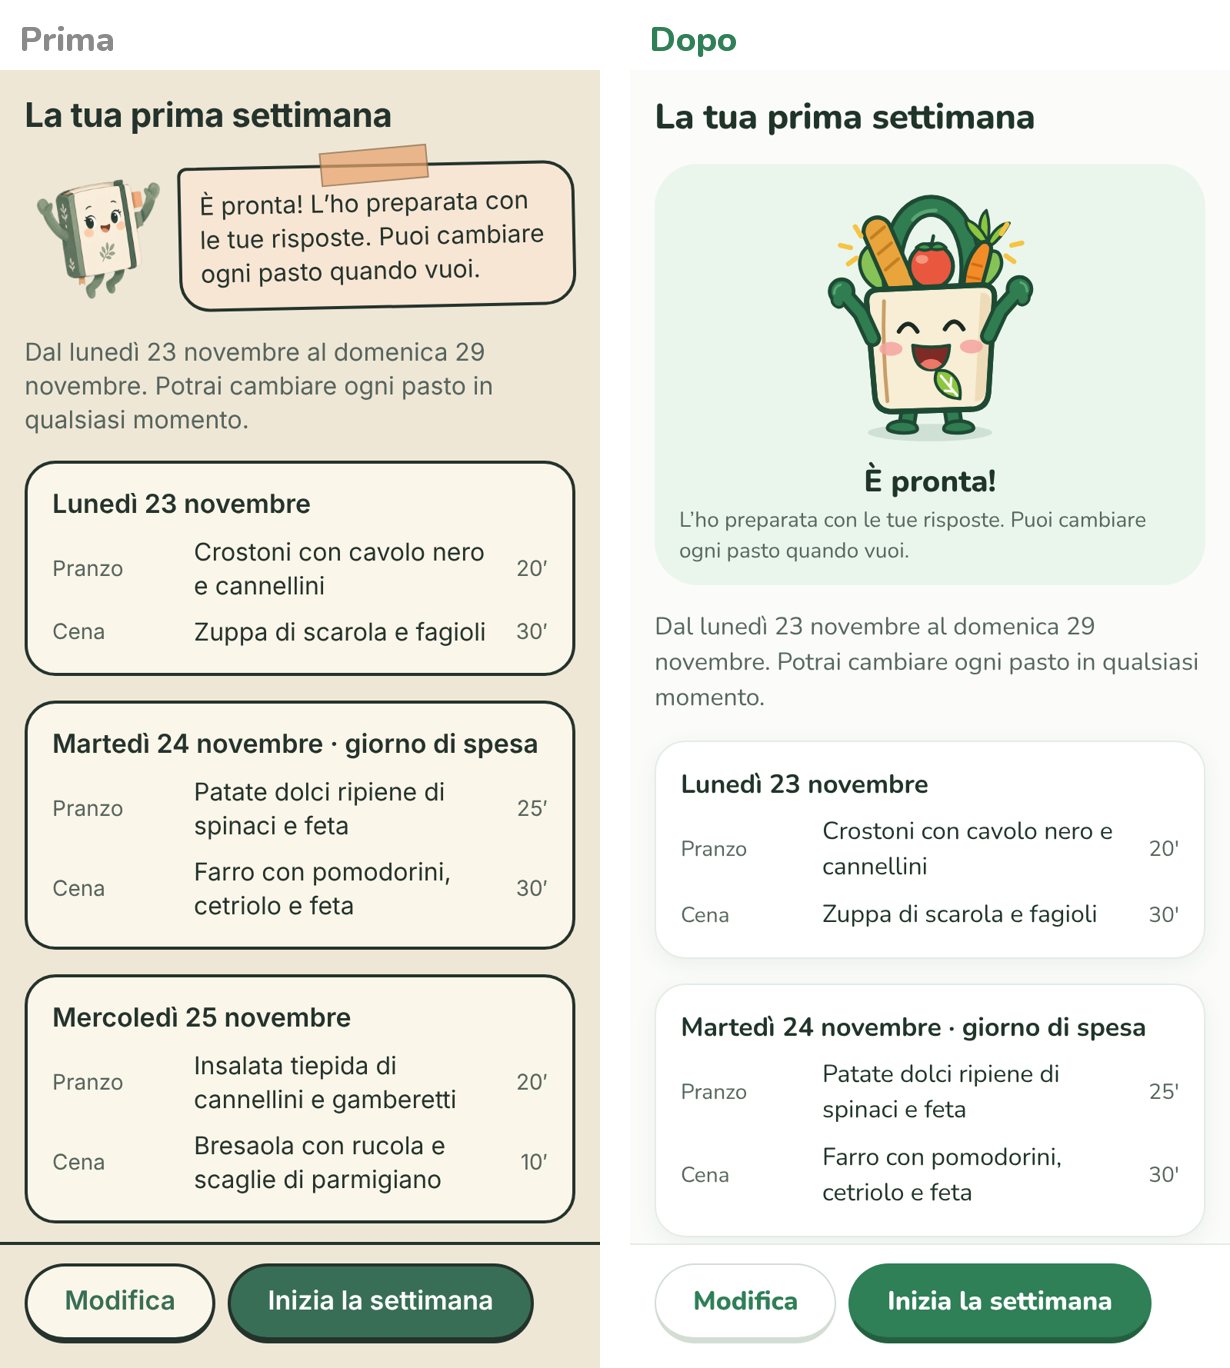 Prima
La tua prima settimana
È pronta! L’ho preparata con
le tue risposte. Puoi cambiare
ogni pasto quando vuoi.
Dal lunedì 23 novembre al domenica 29
novembre. Potrai cambiare ogni pasto in
qualsiasi momento.
Lunedì 23 novembre
Pranzo Crostoni con cavolo nero 20′
e cannellini
Cena Zuppa di scarola e fagioli 30′
Martedì 24 novembre · giorno di spesa
Pranzo Patate dolci ripiene di 25′
spinaci e feta
Cena Farro con pomodorini, 30′
cetriolo e feta
Mercoledì 25 novembre
Pranzo Insalata tiepida di 20′
cannellini e gamberetti
Cena Bresaola con rucola e 10′
scaglie di parmigiano
Modifica Inizia la settimana
Dopo
La tua prima settimana
È pronta!
L’ho preparata con le tue risposte. Puoi cambiare
ogni pasto quando vuoi.
Dal lunedì 23 novembre al domenica 29
novembre. Potrai cambiare ogni pasto in qualsiasi
momento.
Lunedì 23 novembre
Pranzo Crostoni con cavolo nero e 20′
cannellini
Cena Zuppa di scarola e fagioli 30′
Martedì 24 novembre · giorno di spesa
Pranzo Patate dolci ripiene di 25′
spinaci e feta
Cena Farro con pomodorini, 30′
cetriolo e feta
Modifica Inizia la settimana